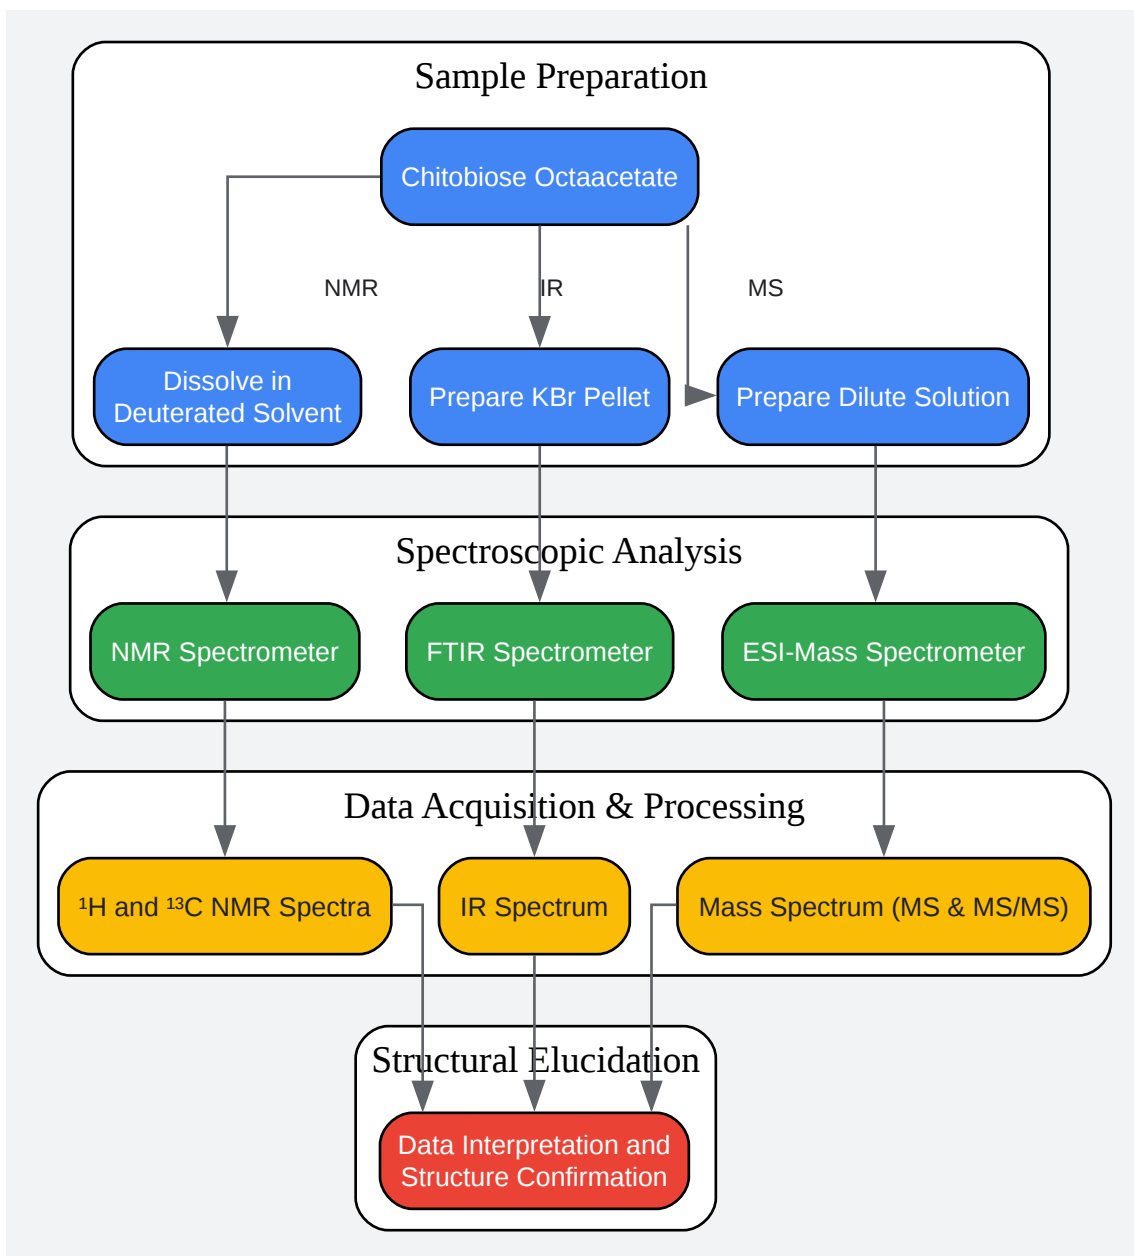 Sample Preparation
Chitobiose Octaacetate
NMR
IR
MS
Dissolve in
Deuterated Solvent
Prepare KBr Pellet
Prepare Dilute Solution
Spectroscopic Analysis
NMR Spectrometer
FTIR Spectrometer
ESI-Mass Spectrometer
Data Acquisition & Processing
¹H and ¹³C NMR Spectra
IR Spectrum
Mass Spectrum (MS & MS/MS)
Structural Elucidation
Data Interpretation and
Structure Confirmation